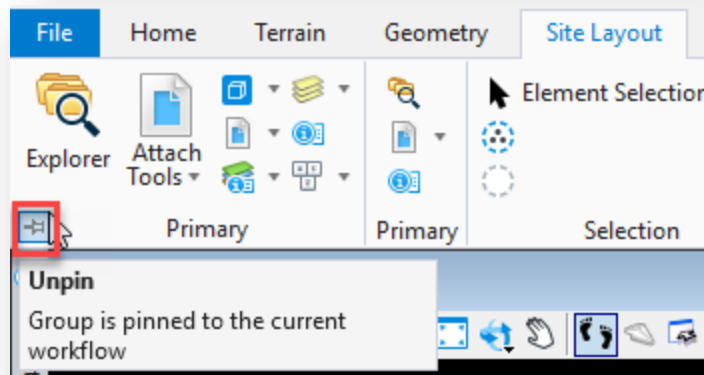 File Home Terrain Geometry Site Layout
Element Selection
Explorer Attach
Tools
Primary Primary Selection
Unpin
Group is pinned to the current
workflow